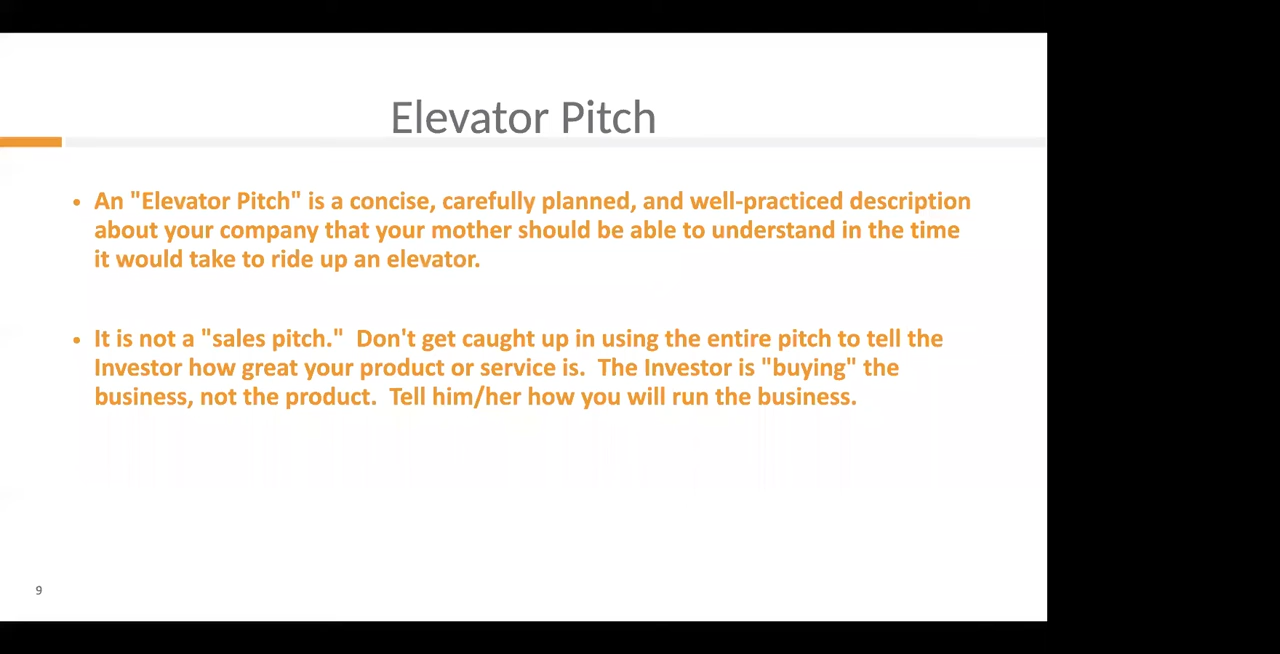 Elevator Pitch
• An "Elevator Pitch" is a concise, carefully planned, and well-practiced description
about your company that your mother should be able to understand in the time
it would take to ride up an elevator.
• It is not a "sales pitch."  Don't get caught up in using the entire pitch to tell the
Investor how great your product or service is.  The Investor is "buying" the
business, not the product.  Tell him/her how you will run the business.
9